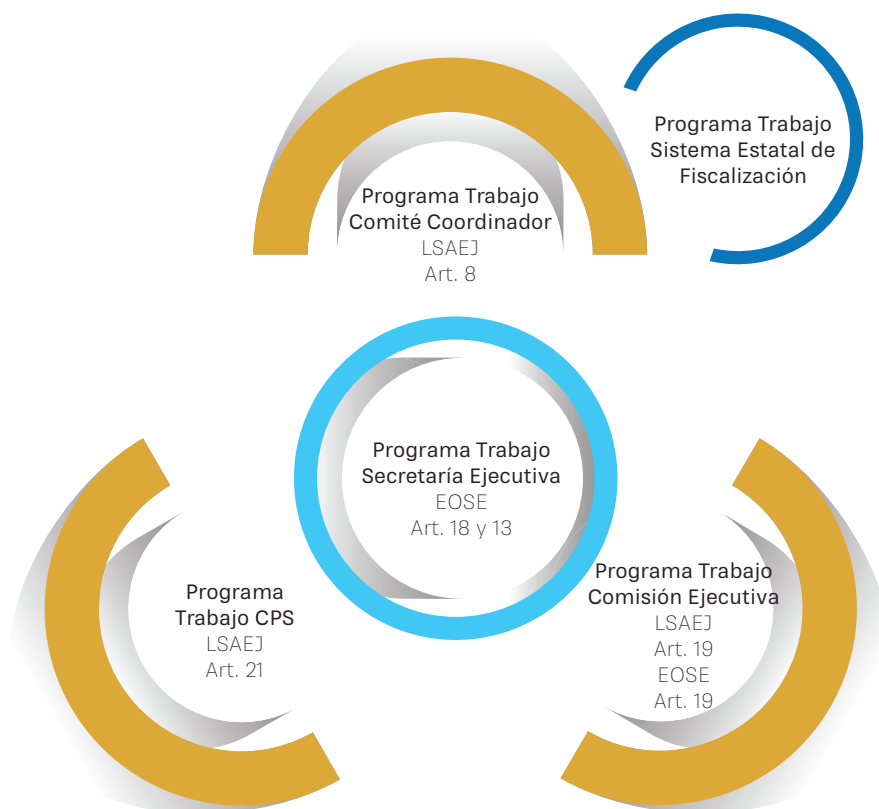 Programa Trabajo
Sistema Estatal de
Fiscalización
Programa Trabajo
Comité Coordinador
LSAEJ
Art. 8
Programa Trabajo
Secretaría Ejecutiva
EOSE
Art. 18 y 13
Programa
Trabajo CPS
LSAEJ
Art. 21
Programa Trabajo
Comisión Ejecutiva
LSAEJ
Art. 19
EOSE
Art. 19